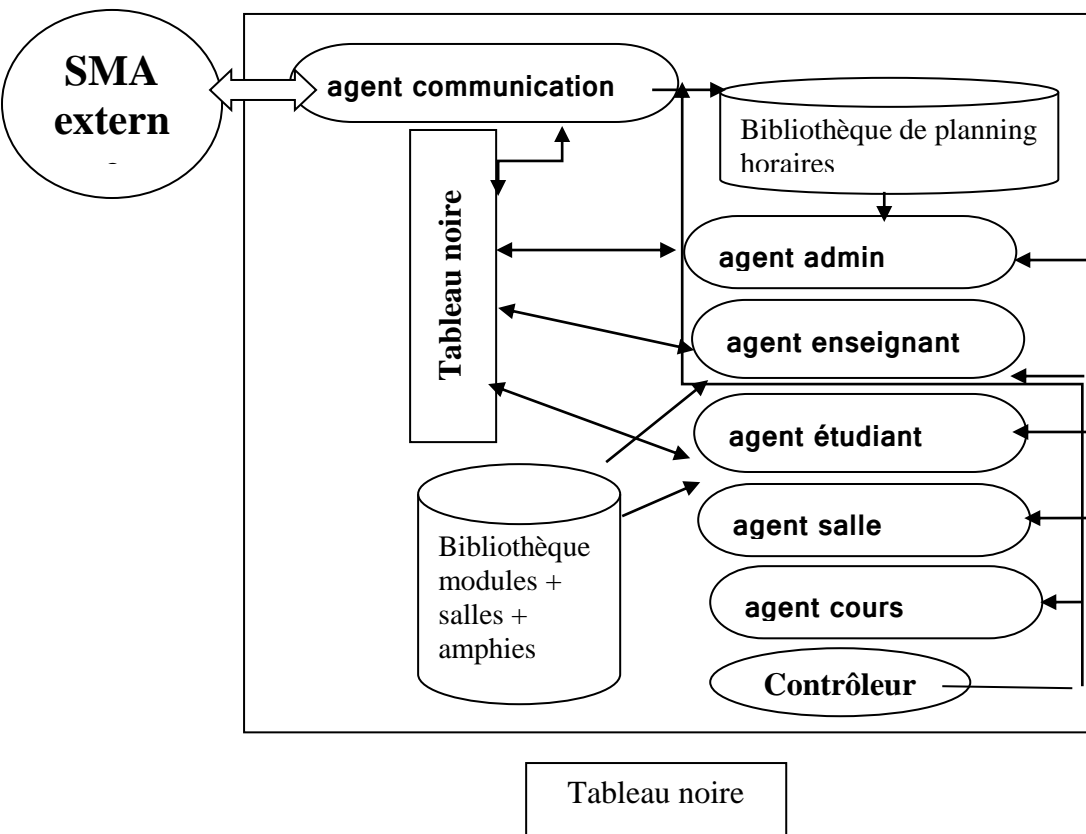 SMA
extern
agent communication
Bibliothèque de planning
horaires
Tableau noire
agent admin
agent enseignant
agent étudiant
agent salle
agent cours
Bibliothèque
modules +
salles +
amphies
Contrôleur
Tableau noire